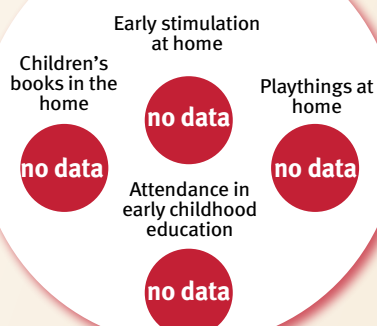 Early stimulation
at home
no data
Children's
books in the
home
no data
Playthings at
home
no data
Attendance in
early childhood
education
no data